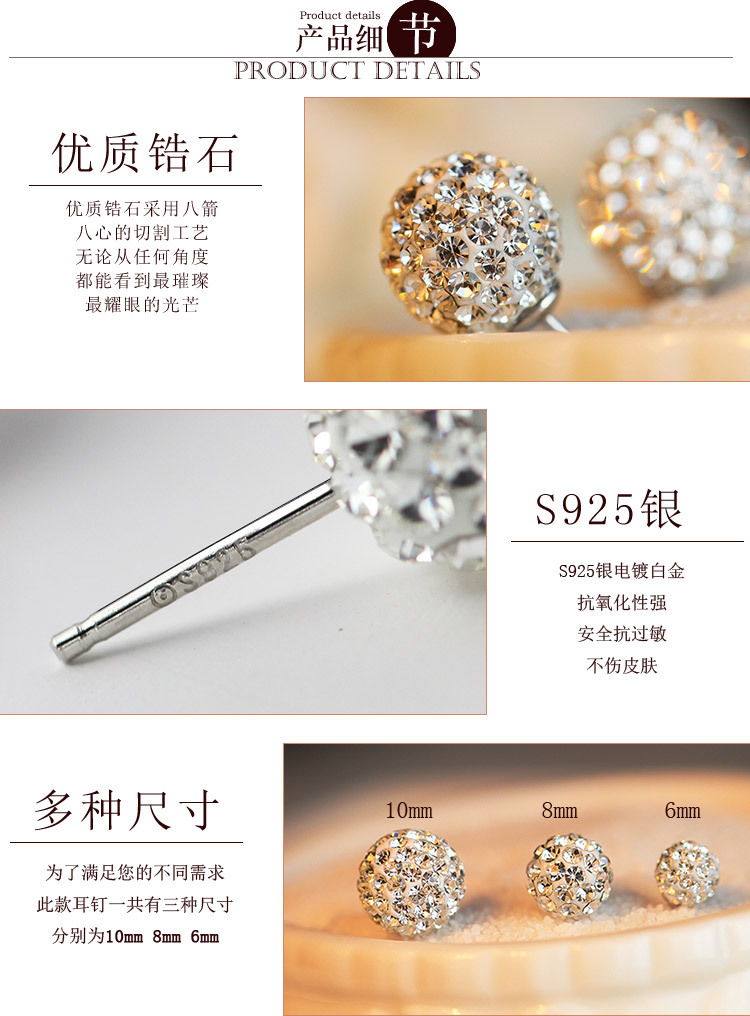 Product details
产品细节
PRODUCT DETAILS
优质锆石
优质锆石采用八箭
八心的切割工艺
无论从任何角度
都能看到最璀璨
最耀眼的光芒
S925
S925银
S925银电镀白金
抗氧化性强
安全抗过敏
不伤皮肤
多种尺寸
为了满足您的不同需求
此款耳钉一共有三种尺寸
分别为10mm 8mm 6mm
10mm 8mm 6mm